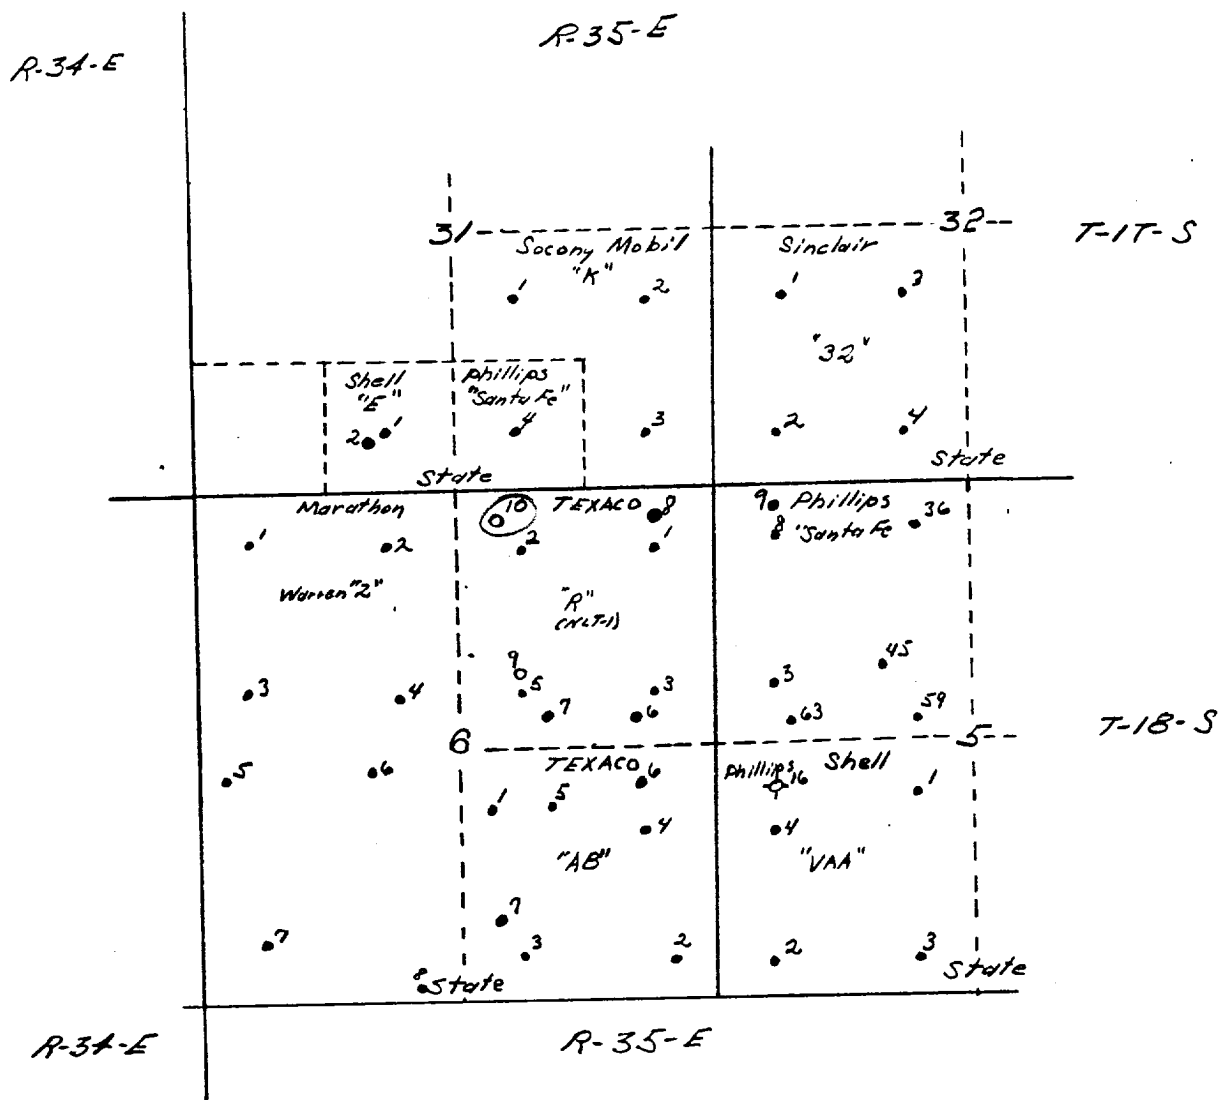 R-35-E
R-34-E
31 32
T-17-S
Socony Mobil
"K"
Sinclair
1 2 1 3
"32"
Shell
"E"
Phillips
"Santa Fe"
2 1 4 3 2 4
State State
Marathon 10 TEXACO 8 9 Phillips
8 "Santa Fe 36
1 2 2 1
Warren "2" "R"
(NCT-1)
9 45
3 4 5 3 3
7 6 63 59
6 5
T-18-S
TEXACO Phillips Shell
5 6 1 5 6 16 1
4 4
"AB" "VAA"
7 7 3 2 2 3
8 State State
R-34-E R-35-E